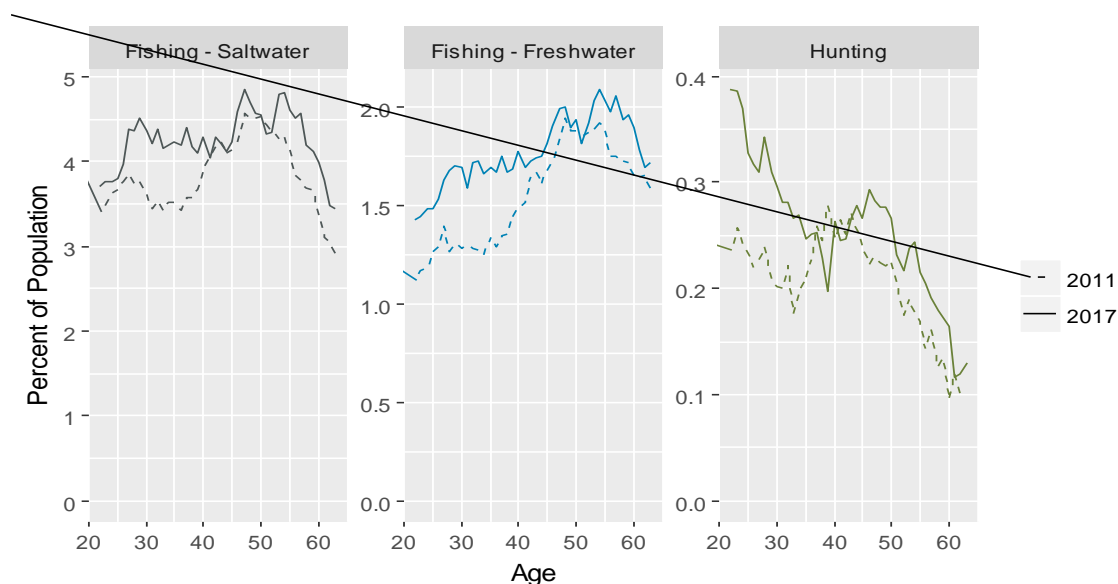 Fishing - Saltwater
Fishing - Freshwater
Hunting
Percent of Population
5
4
3
2
1
0
2.0
1.5
1.0
0.5
0.0
0.4
0.3
0.2
0.1
0.0
20 30 40 50 60
20 30 40 50 60
20 30 40 50 60
Age
2011
2017